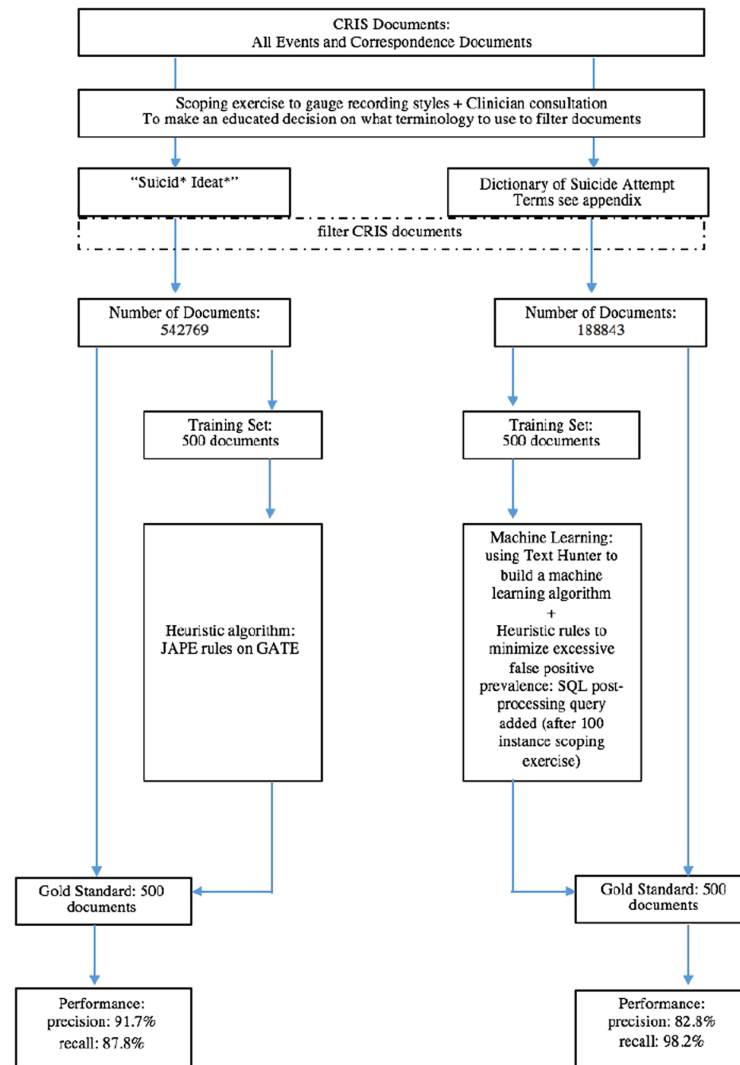 CRIS Documents:
All Events and Correspondence Documents
Scoping exercise to gauge recording styles + Clinician consultation
To make an educated decision on what terminology to use to filter documents
“Suicid* Ideat*”
Dictionary of Suicide Attempt
Terms see appendix
filter CRIS documents
Number of Documents:
542769
Number of Documents:
188843
Training Set:
500 documents
Training Set:
500 documents
Heuristic algorithm:
JAPE rules on GATE
Machine Learning:
using Text Hunter to
build a machine
learning algorithm
+
Heuristic rules to
minimize excessive
false positive
prevalence: SQL post-
processing query
added (after 100
instance scoping
exercise)
Gold Standard: 500
documents
Gold Standard: 500
documents
Performance:
precision: 91.7%
recall: 87.8%
Performance:
precision: 82.8%
recall: 98.2%